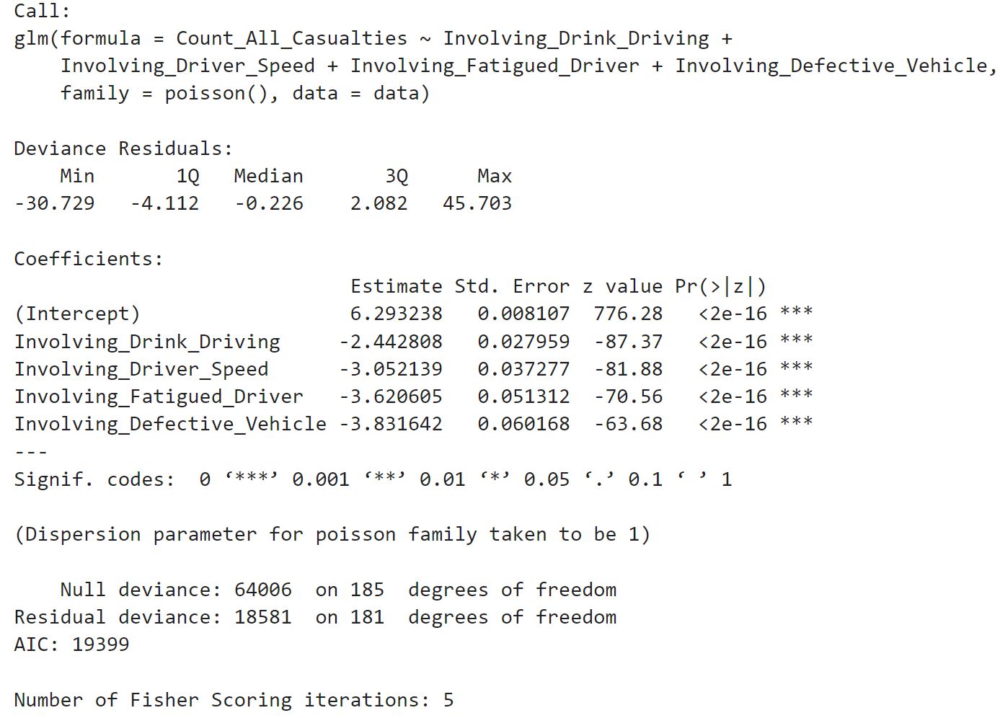 Call:
glm(formula = Count_All_Casualties ~ Involving_Drink_Driving +
    Involving_Driver_Speed + Involving_Fatigued_Driver + Involving_Defective_Vehicle,
    family = poisson(), data = data)

Deviance Residuals:
    Min       1Q   Median       3Q      Max
-30.729   -4.112   -0.226    2.082   45.703

Coefficients:
                             Estimate Std. Error z value Pr(>|z|)
(Intercept)                  6.293238   0.008107  776.28   <2e-16 ***
Involving_Drink_Driving     -2.442808   0.027959  -87.37   <2e-16 ***
Involving_Driver_Speed      -3.052139   0.037277  -81.88   <2e-16 ***
Involving_Fatigued_Driver   -3.620605   0.051312  -70.56   <2e-16 ***
Involving_Defective_Vehicle -3.831642   0.060168  -63.68   <2e-16 ***
---
Signif. codes:  0 ‘***’ 0.001 ‘**’ 0.01 ‘*’ 0.05 ‘.’ 0.1 ‘ ’ 1

(Dispersion parameter for poisson family taken to be 1)

    Null deviance: 64006  on 185  degrees of freedom
Residual deviance: 18581  on 181  degrees of freedom
AIC: 19399

Number of Fisher Scoring iterations: 5